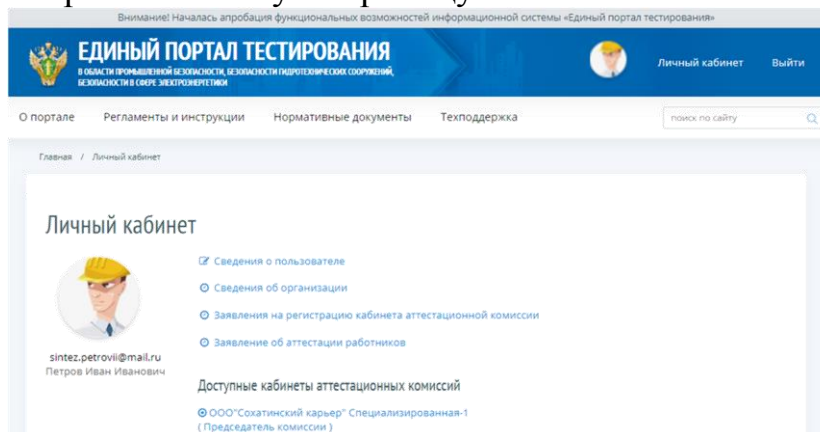 Внимание! Началась апробация функциональных возможностей информационной системы «Единый портал тестирования»
ЕДИНЫЙ ПОРТАЛ ТЕСТИРОВАНИЯ
В ОБЛАСТИ ПРОМЫШЛЕННОЙ БЕЗОПАСНОСТИ, БЕЗОПАСНОСТИ ГИДРОТЕХНИЧЕСКИХ СООРУЖЕНИЙ,
БЕЗОПАСНОСТИ В СФЕРЕ ЭЛЕКТРОЭНЕРГЕТИКИ
Личный кабинет Выйти
О портале Регламенты и инструкции Нормативные документы Техподдержка поиск по сайту
Главная / Личный кабинет
Личный кабинет
Сведения о пользователе
Сведения об организации
Заявления на регистрацию кабинета аттестационной комиссии
Заявление об аттестации работников
sintez.petrovii@mail.ru
Петров Иван Иванович
Доступные кабинеты аттестационных комиссий
ООО"Сохатинский карьер" Специализированная-1
( Председатель комиссии )